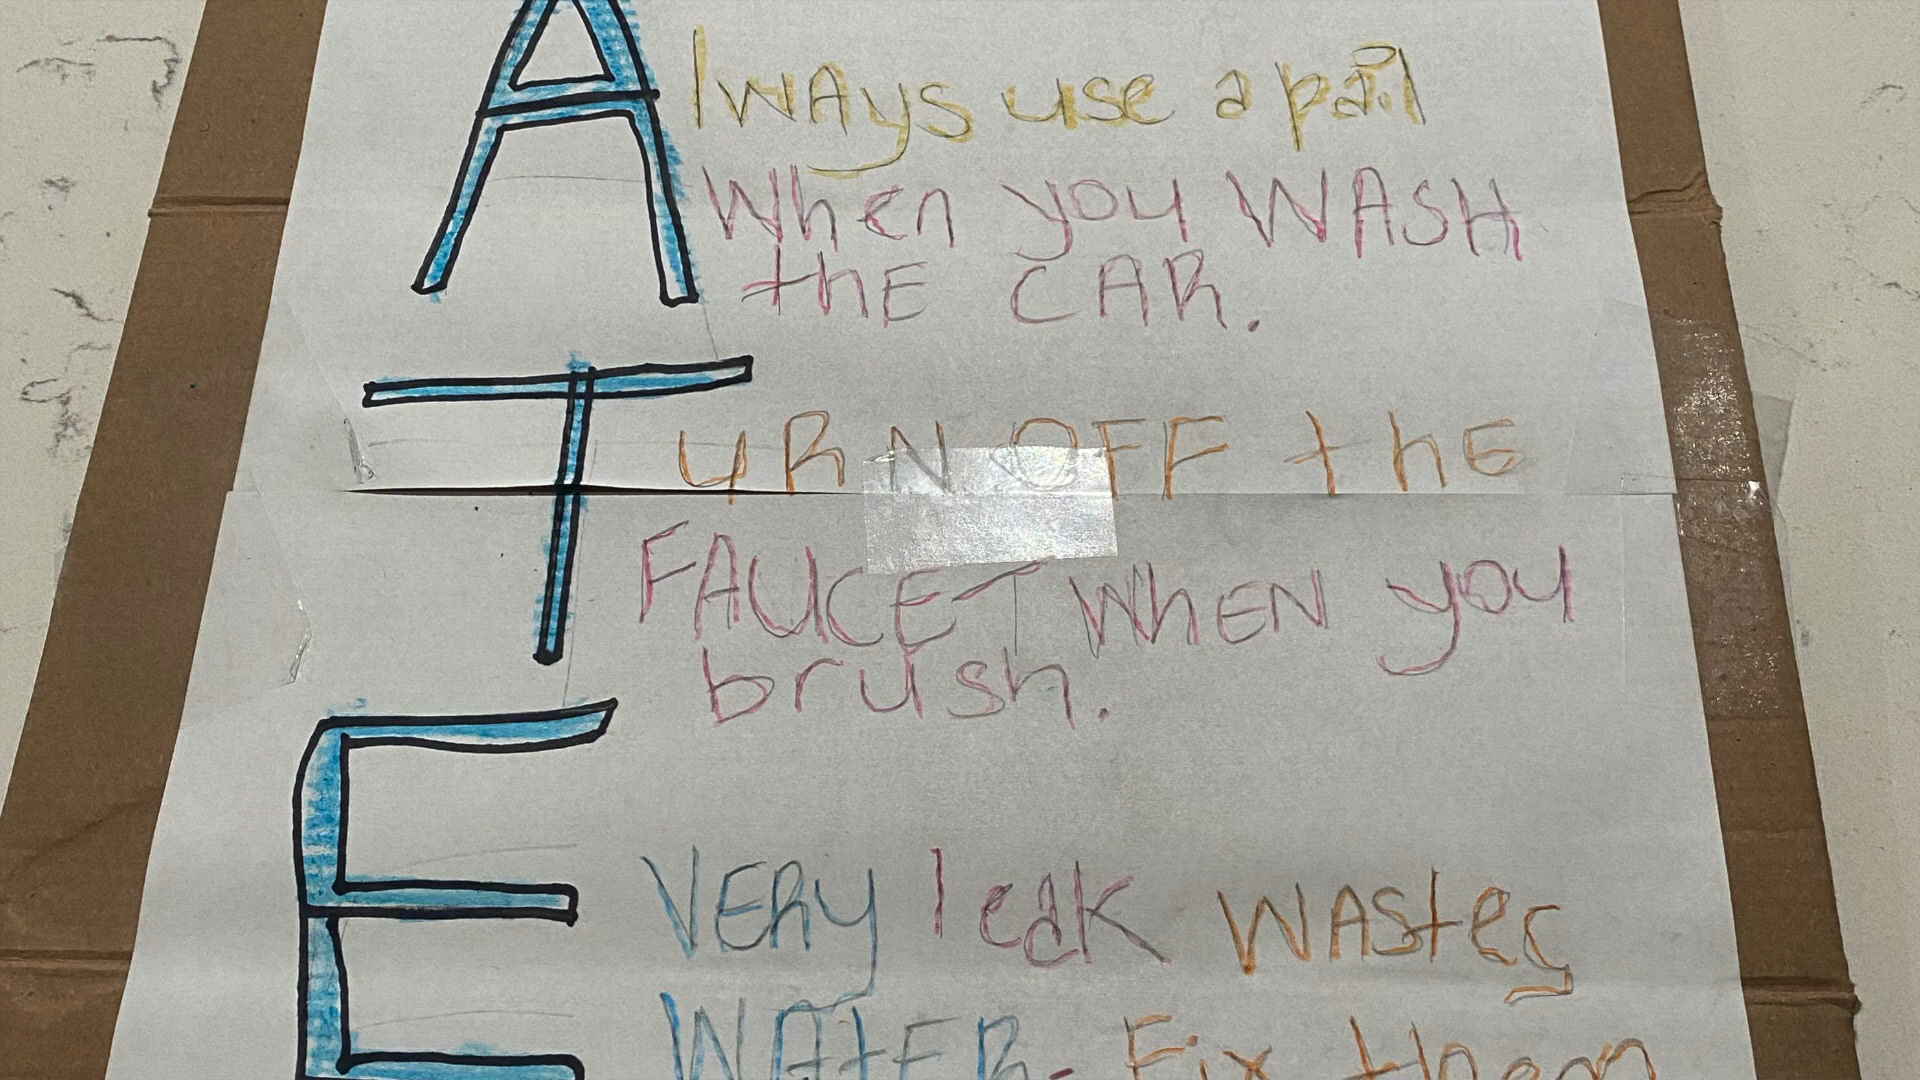 Always use a pail
When you WASH
thE CAR.
TURN OFF thE
FAUCET WhEN you
brush.
EVERy leak WAStes
WAtER. Fix them